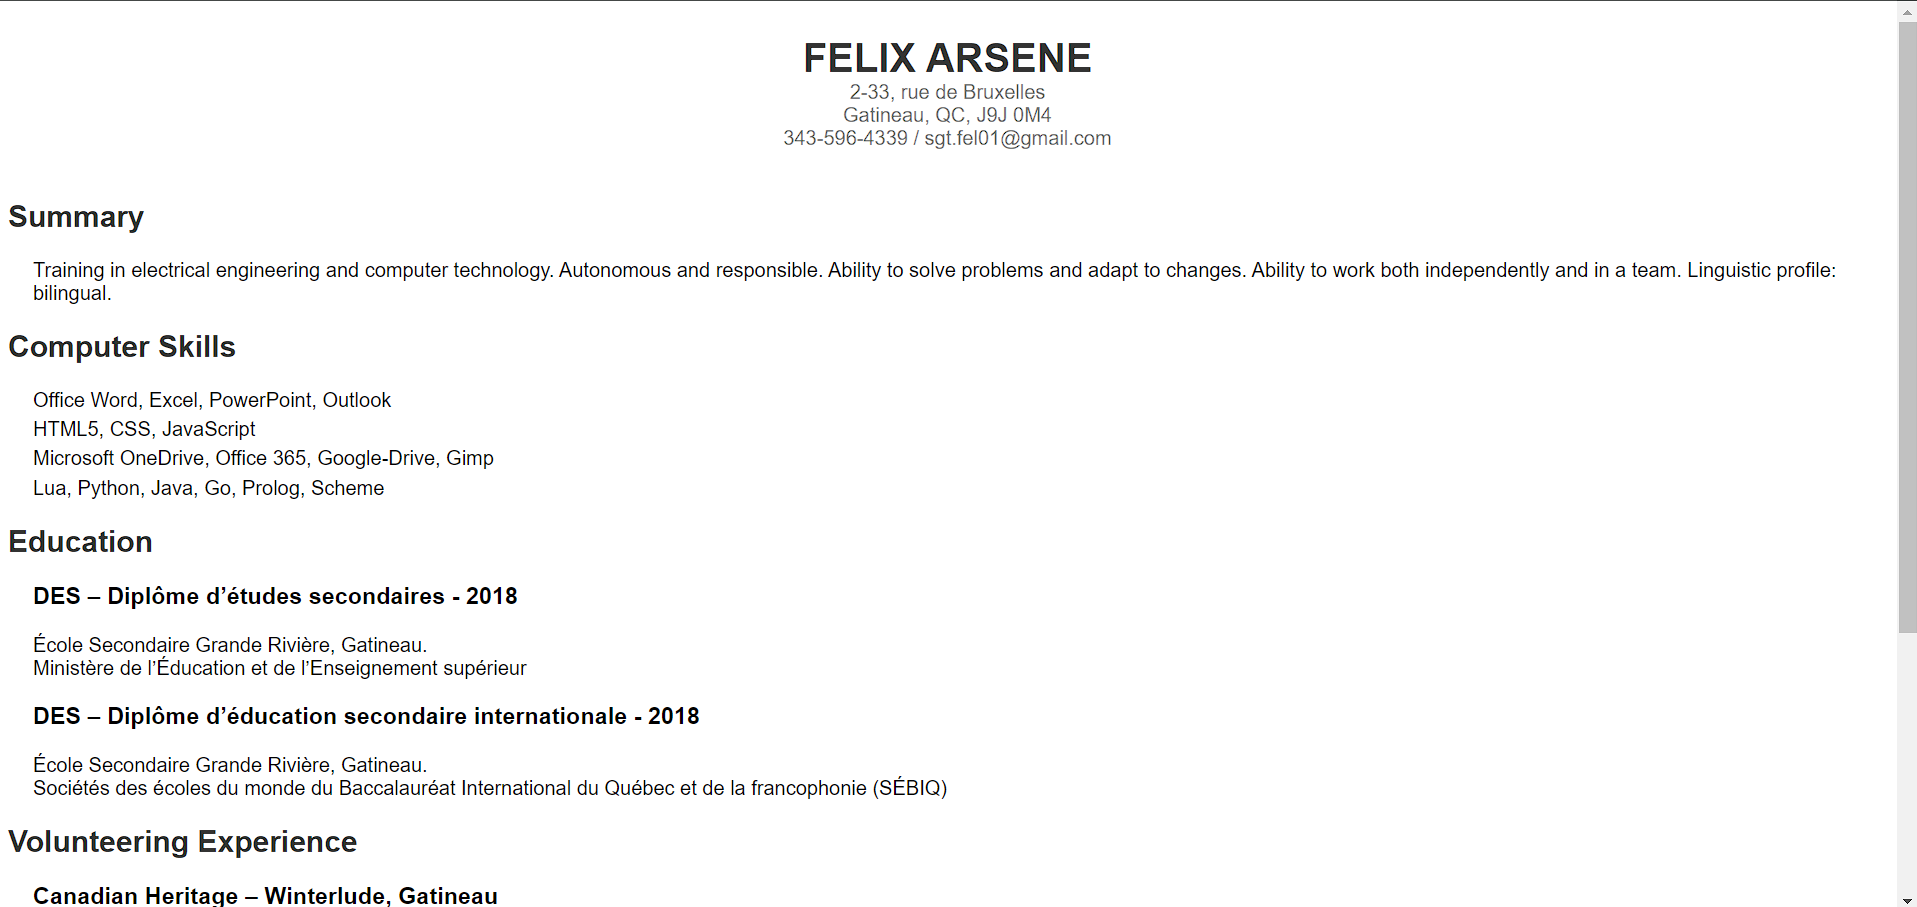 FELIX ARSENE
2-33, rue de Bruxelles
Gatineau, QC, J9J 0M4
343-596-4339 / sgt.fel01@gmail.com
Summary
Training in electrical engineering and computer technology. Autonomous and responsible. Ability to solve problems and adapt to changes. Ability to work both independently and in a team. Linguistic profile:
bilingual.
Computer Skills
Office Word, Excel, PowerPoint, Outlook
HTML5, CSS, JavaScript
Microsoft OneDrive, Office 365, Google-Drive, Gimp
Lua, Python, Java, Go, Prolog, Scheme
Education
DES – Diplôme d’études secondaires - 2018
École Secondaire Grande Rivière, Gatineau.
Ministère de l’Éducation et de l’Enseignement supérieur
DES – Diplôme d’éducation secondaire internationale - 2018
École Secondaire Grande Rivière, Gatineau.
Sociétés des écoles du monde du Baccalauréat International du Québec et de la francophonie (SÉBIQ)
Volunteering Experience
Canadian Heritage – Winterlude, Gatineau